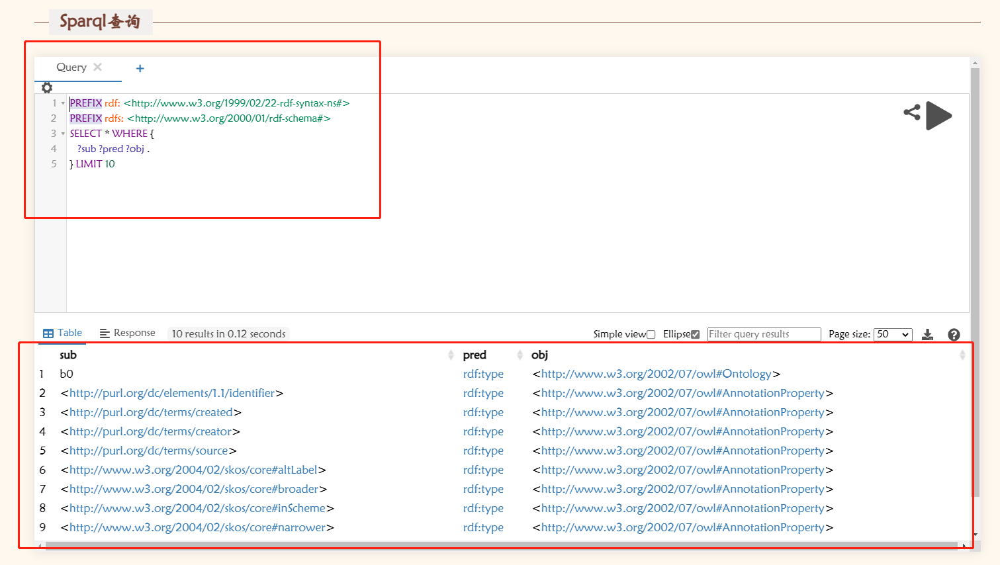 Sparql查询
Query ✕ +
1 PREFIX rdf: <http://www.w3.org/1999/02/22-rdf-syntax-ns#>
2 PREFIX rdfs: <http://www.w3.org/2000/01/rdf-schema#>
3 SELECT * WHERE {
4 ?sub ?pred ?obj .
5 } LIMIT 10
Table Response 10 results in 0.12 seconds Simple view Ellipse Filter query results Page size: 50
sub pred obj
1 b0 rdf:type <http://www.w3.org/2002/07/owl#Ontology>
2 <http://purl.org/dc/elements/1.1/identifier> rdf:type <http://www.w3.org/2002/07/owl#AnnotationProperty>
3 <http://purl.org/dc/terms/created> rdf:type <http://www.w3.org/2002/07/owl#AnnotationProperty>
4 <http://purl.org/dc/terms/creator> rdf:type <http://www.w3.org/2002/07/owl#AnnotationProperty>
5 <http://purl.org/dc/terms/source> rdf:type <http://www.w3.org/2002/07/owl#AnnotationProperty>
6 <http://www.w3.org/2004/02/skos/core#altLabel> rdf:type <http://www.w3.org/2002/07/owl#AnnotationProperty>
7 <http://www.w3.org/2004/02/skos/core#broader> rdf:type <http://www.w3.org/2002/07/owl#AnnotationProperty>
8 <http://www.w3.org/2004/02/skos/core#inScheme> rdf:type <http://www.w3.org/2002/07/owl#AnnotationProperty>
9 <http://www.w3.org/2004/02/skos/core#narrower> rdf:type <http://www.w3.org/2002/07/owl#AnnotationProperty>